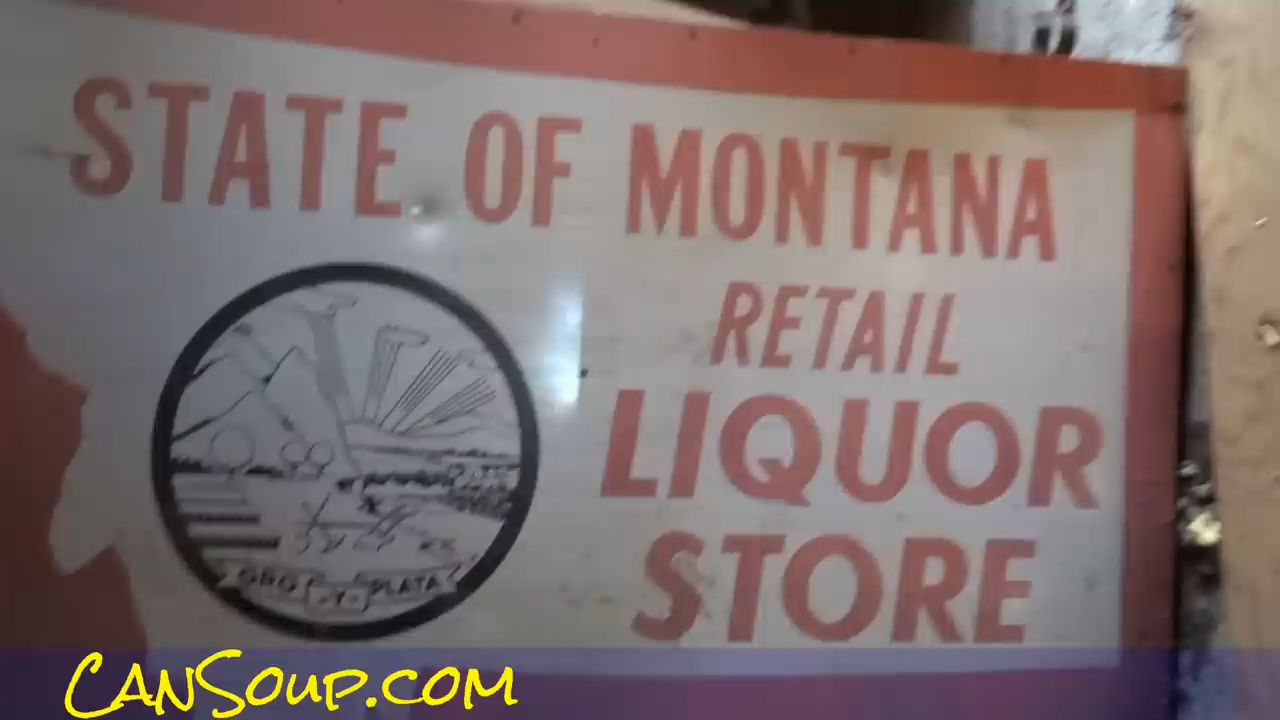 STATE OF MONTANA
RETAIL
LIQUOR
STORE
ORO -Y- PLATA
CanSoup.com